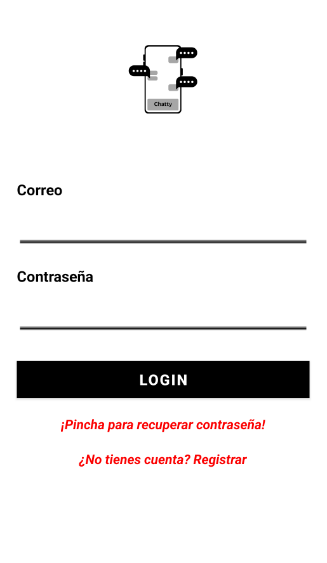 Chatty
Correo
Contraseña
LOGIN
¡Pincha para recuperar contraseña!
¿No tienes cuenta? Registrar